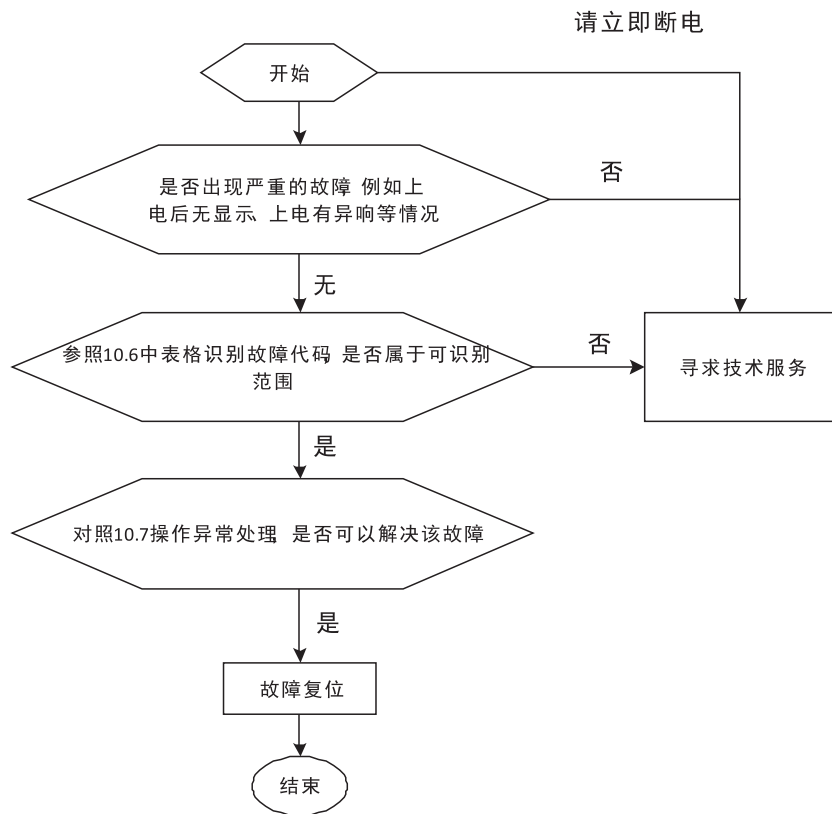 请立即断电
开始
是否出现严重的故障,例如上
电后无显示、上电有异响等情况
否
无
参照10.6中表格识别故障代码,是否属于可识别
范围
否
寻求技术服务
是
对照10.7操作异常处理,是否可以解决该故障
是
故障复位
结束